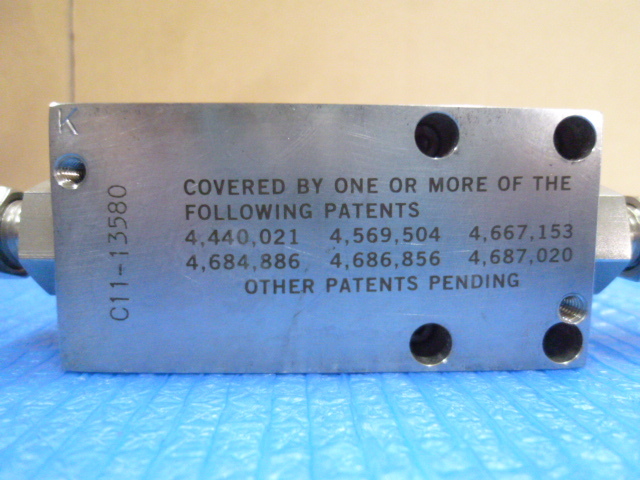 K
C11-13580
COVERED BY ONE OR MORE OF THE
FOLLOWING PATENTS
4,440,021 4,569,504 4,667,153
4,684,886 4,686,856 4,687,020
OTHER PATENTS PENDING